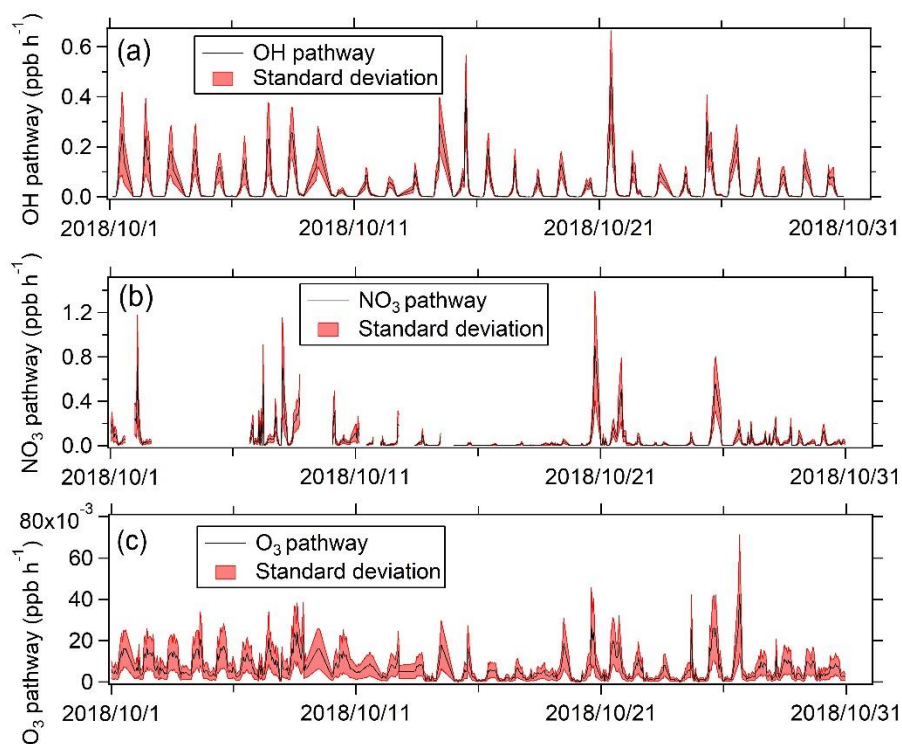 (a)
OH pathway
Standard deviation
OH pathway (ppb h⁻¹)
0.6
0.4
0.2
0.0
2018/10/1 2018/10/11 2018/10/21 2018/10/31
(b)
NO₃ pathway
Standard deviation
NO₃ pathway (ppb h⁻¹)
1.2
0.8
0.4
0.0
2018/10/1 2018/10/11 2018/10/21 2018/10/31
(c)
O₃ pathway
Standard deviation
O₃ pathway (ppb h⁻¹)
80x10⁻³
60
40
20
0
2018/10/1 2018/10/11 2018/10/21 2018/10/31